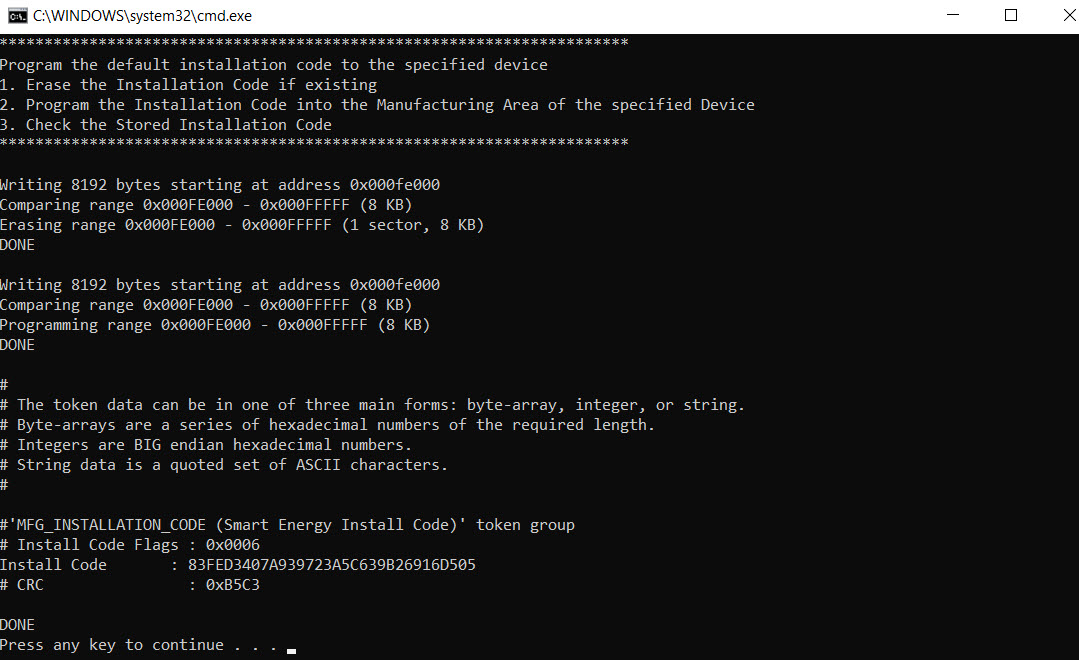 C:\WINDOWS\system32\cmd.exe
**********************************************************************
Program the default installation code to the specified device
1. Erase the Installation Code if existing
2. Program the Installation Code into the Manufacturing Area of the specified Device
3. Check the Stored Installation Code
**********************************************************************
Writing 8192 bytes starting at address 0x000fe000
Comparing range 0x000FE000 - 0x000FFFFF (8 KB)
Erasing range 0x000FE000 - 0x000FFFFF (1 sector, 8 KB)
DONE
Writing 8192 bytes starting at address 0x000fe000
Comparing range 0x000FE000 - 0x000FFFFF (8 KB)
Programming range 0x000FE000 - 0x000FFFFF (8 KB)
DONE
#
# The token data can be in one of three main forms: byte-array, integer, or string.
# Byte-arrays are a series of hexadecimal numbers of the required length.
# Integers are BIG endian hexadecimal numbers.
# String data is a quoted set of ASCII characters.
#
#'MFG_INSTALLATION_CODE (Smart Energy Install Code)' token group
# Install Code Flags : 0x0006
Install Code       : 83FED3407A939723A5C639B26916D505
# CRC                : 0xB5C3
DONE
Press any key to continue . . .